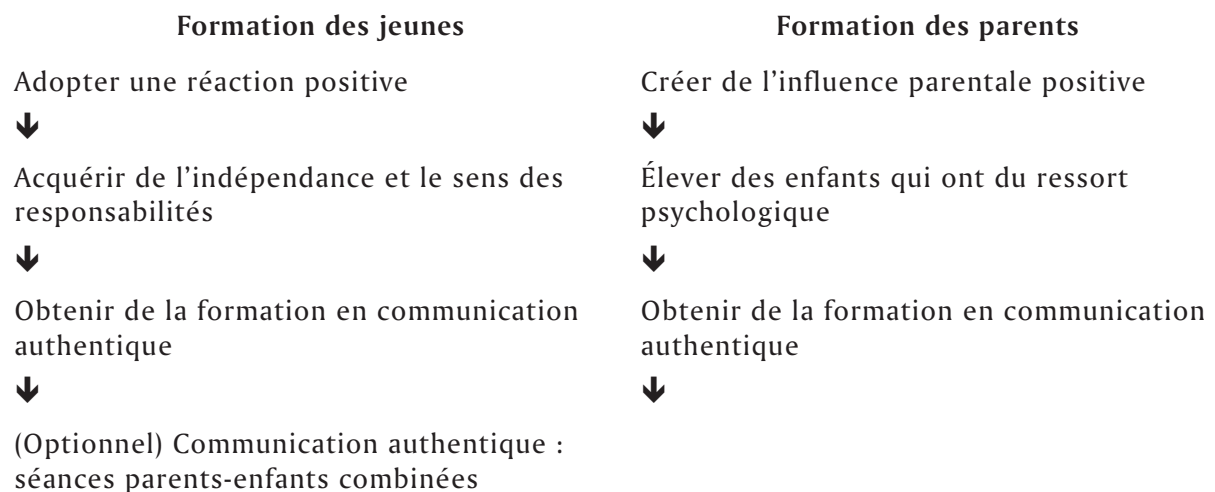 Formation des jeunes
Adopter une réaction positive
🡫
Acquérir de l’indépendance et le sens des
responsabilités
🡫
Obtenir de la formation en communication
authentique
🡫
(Optionnel) Communication authentique :
séances parents-enfants combinées
Formation des parents
Créer de l’influence parentale positive
🡫
Élever des enfants qui ont du ressort
psychologique
🡫
Obtenir de la formation en communication
authentique
🡫